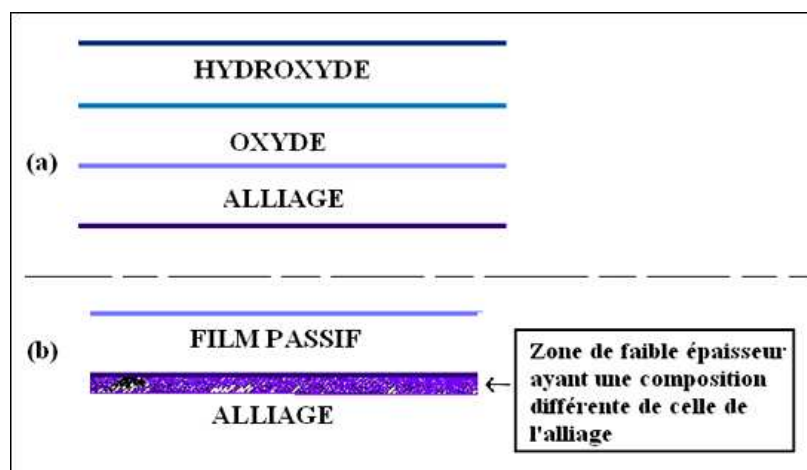 HYDROXYDE
OXYDE
(a)
ALLIAGE
FILM PASSIF
(b)
Zone de faible épaisseur
ayant une composition
différente de celle de
l'alliage
ALLIAGE